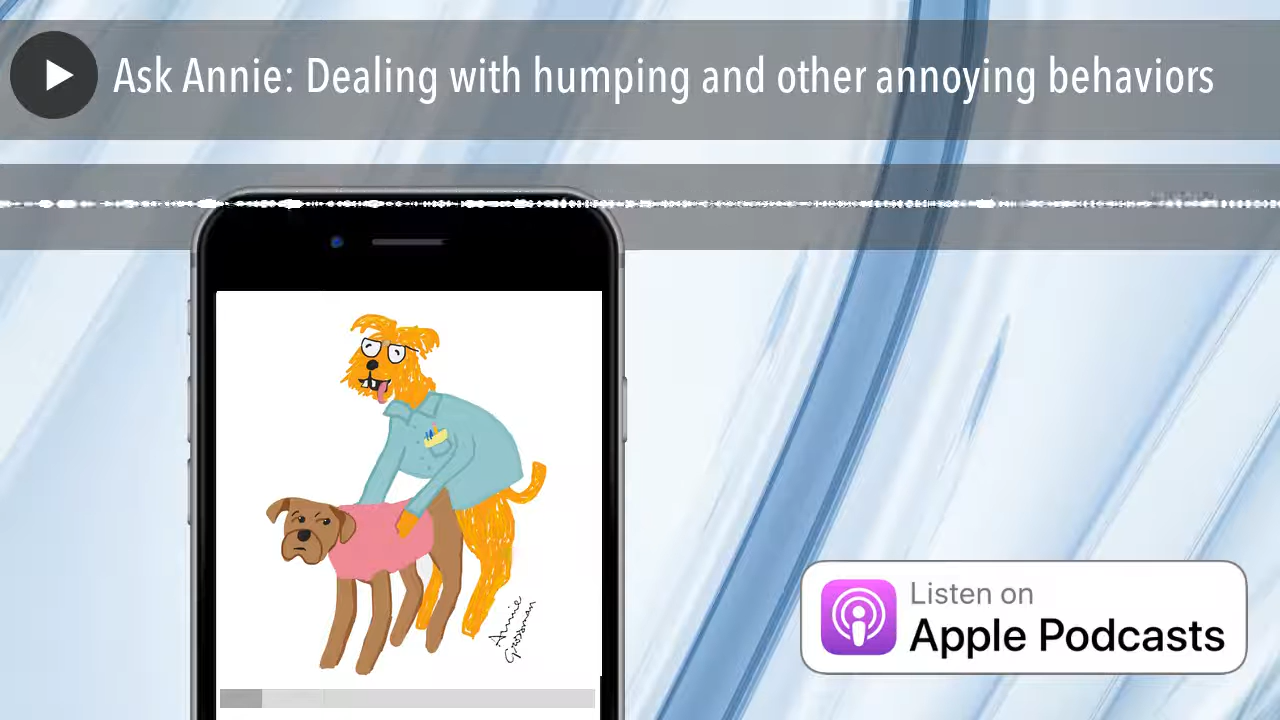 Ask Annie: Dealing with humping and other annoying behaviors
Annie
Grossman
Listen on
Apple Podcasts